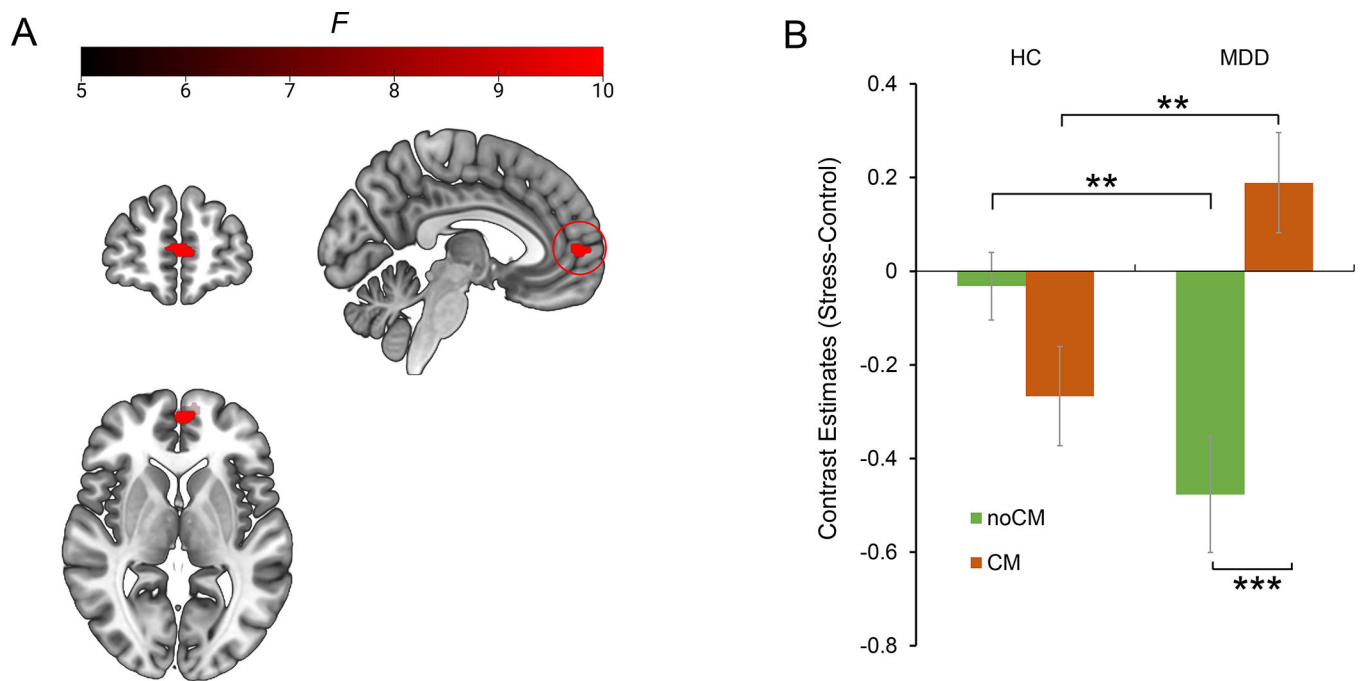 A
F
5 6 7 8 9 10
B
HC MDD
Contrast Estimates (Stress-Control)
0.4
0.2
0
-0.2
-0.4
-0.6
-0.8
**
**
***
noCM
CM